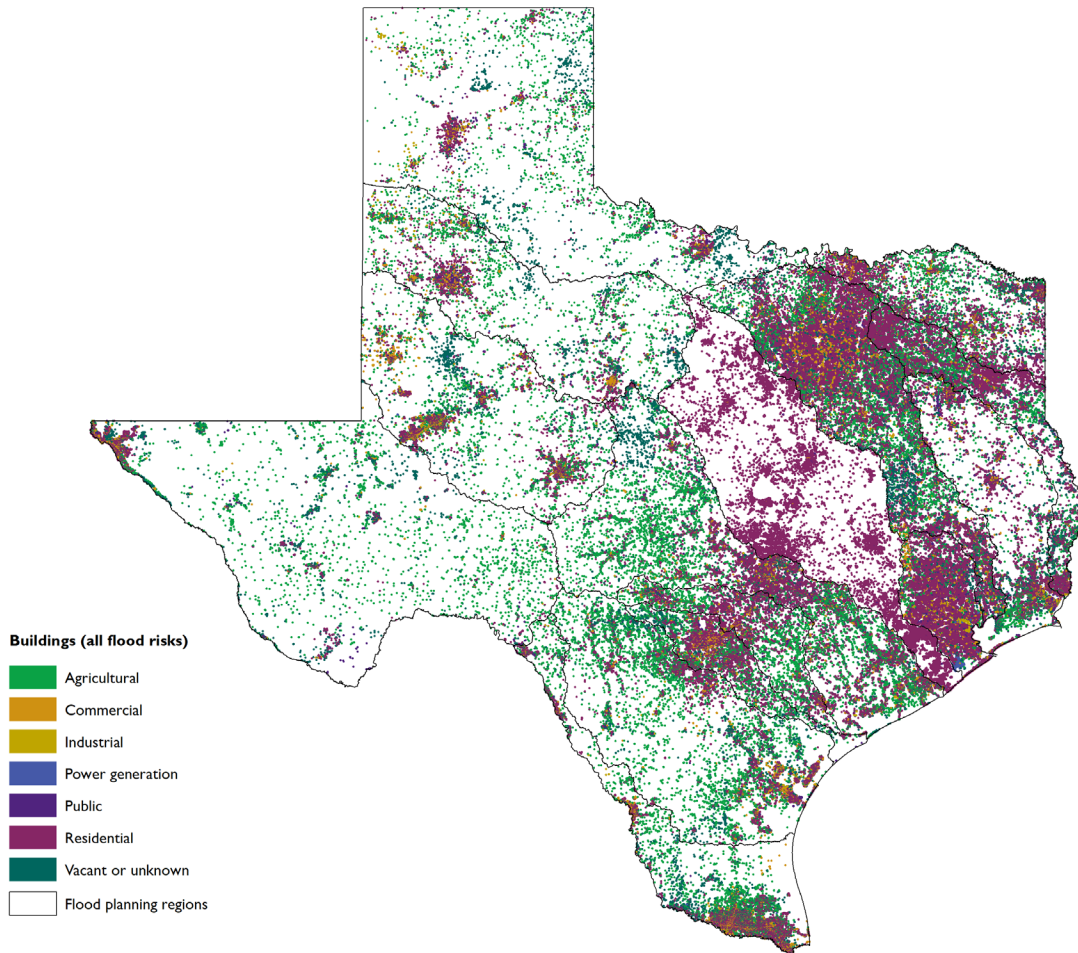 Buildings (all flood risks)
Agricultural
Commercial
Industrial
Power generation
Public
Residential
Vacant or unknown
Flood planning regions